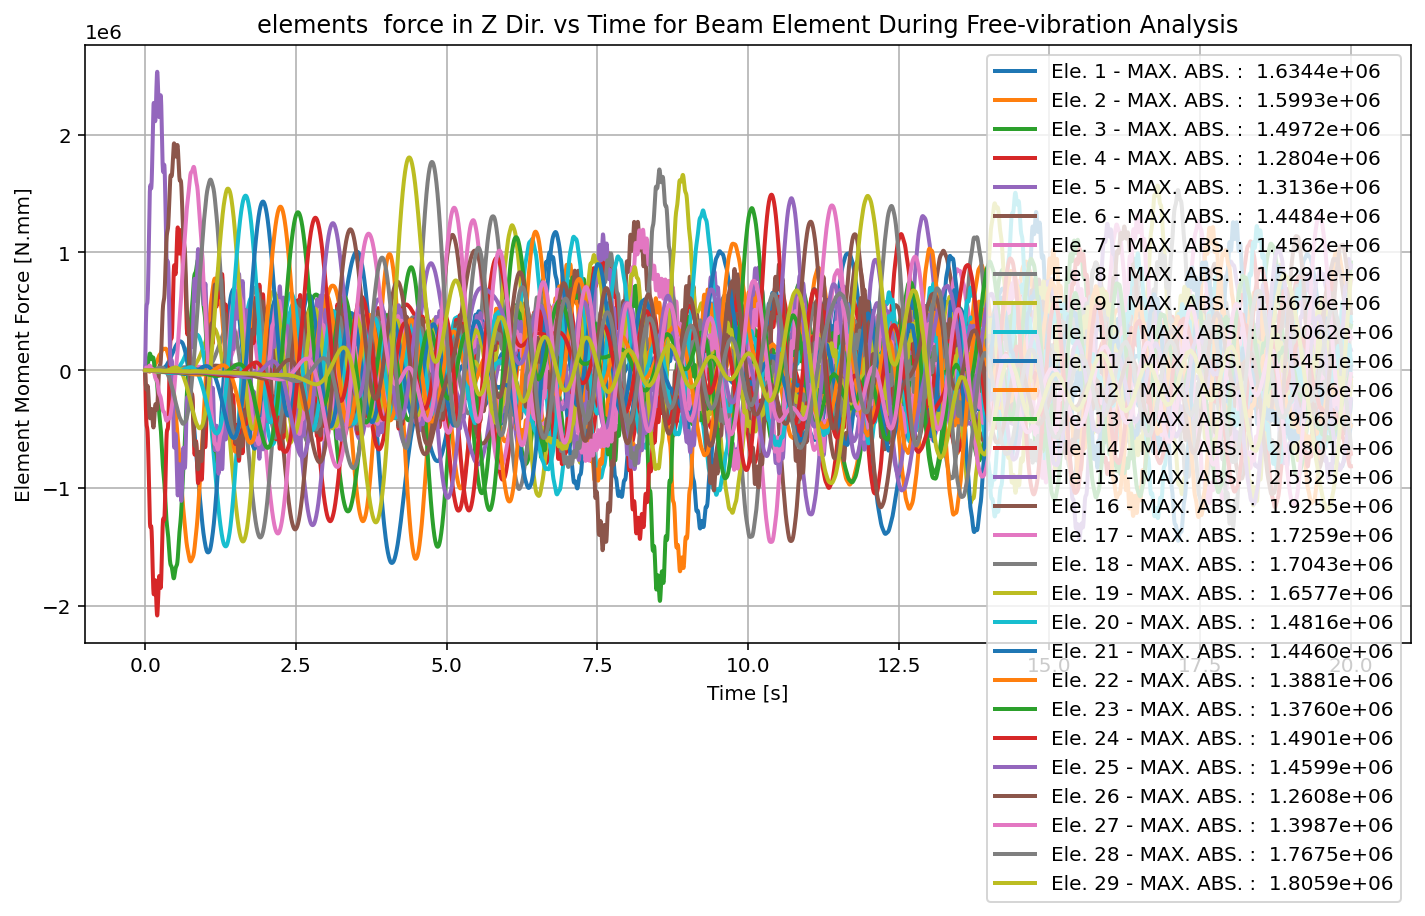 elements  force in Z Dir. vs Time for Beam Element During Free-vibration Analysis
1e6
Element Moment Force [N.mm]
2
1
0
−1
−2
0.0 2.5 5.0 7.5 10.0 12.5 15.0 17.5 20.0
Time [s]
Ele. 1 - MAX. ABS. :  1.6344e+06
Ele. 2 - MAX. ABS. :  1.5993e+06
Ele. 3 - MAX. ABS. :  1.4972e+06
Ele. 4 - MAX. ABS. :  1.2804e+06
Ele. 5 - MAX. ABS. :  1.3136e+06
Ele. 6 - MAX. ABS. :  1.4484e+06
Ele. 7 - MAX. ABS. :  1.4562e+06
Ele. 8 - MAX. ABS. :  1.5291e+06
Ele. 9 - MAX. ABS. :  1.5676e+06
Ele. 10 - MAX. ABS. :  1.5062e+06
Ele. 11 - MAX. ABS. :  1.5451e+06
Ele. 12 - MAX. ABS. :  1.7056e+06
Ele. 13 - MAX. ABS. :  1.9565e+06
Ele. 14 - MAX. ABS. :  2.0801e+06
Ele. 15 - MAX. ABS. :  2.5325e+06
Ele. 16 - MAX. ABS. :  1.9255e+06
Ele. 17 - MAX. ABS. :  1.7259e+06
Ele. 18 - MAX. ABS. :  1.7043e+06
Ele. 19 - MAX. ABS. :  1.6577e+06
Ele. 20 - MAX. ABS. :  1.4816e+06
Ele. 21 - MAX. ABS. :  1.4460e+06
Ele. 22 - MAX. ABS. :  1.3881e+06
Ele. 23 - MAX. ABS. :  1.3760e+06
Ele. 24 - MAX. ABS. :  1.4901e+06
Ele. 25 - MAX. ABS. :  1.4599e+06
Ele. 26 - MAX. ABS. :  1.2608e+06
Ele. 27 - MAX. ABS. :  1.3987e+06
Ele. 28 - MAX. ABS. :  1.7675e+06
Ele. 29 - MAX. ABS. :  1.8059e+06